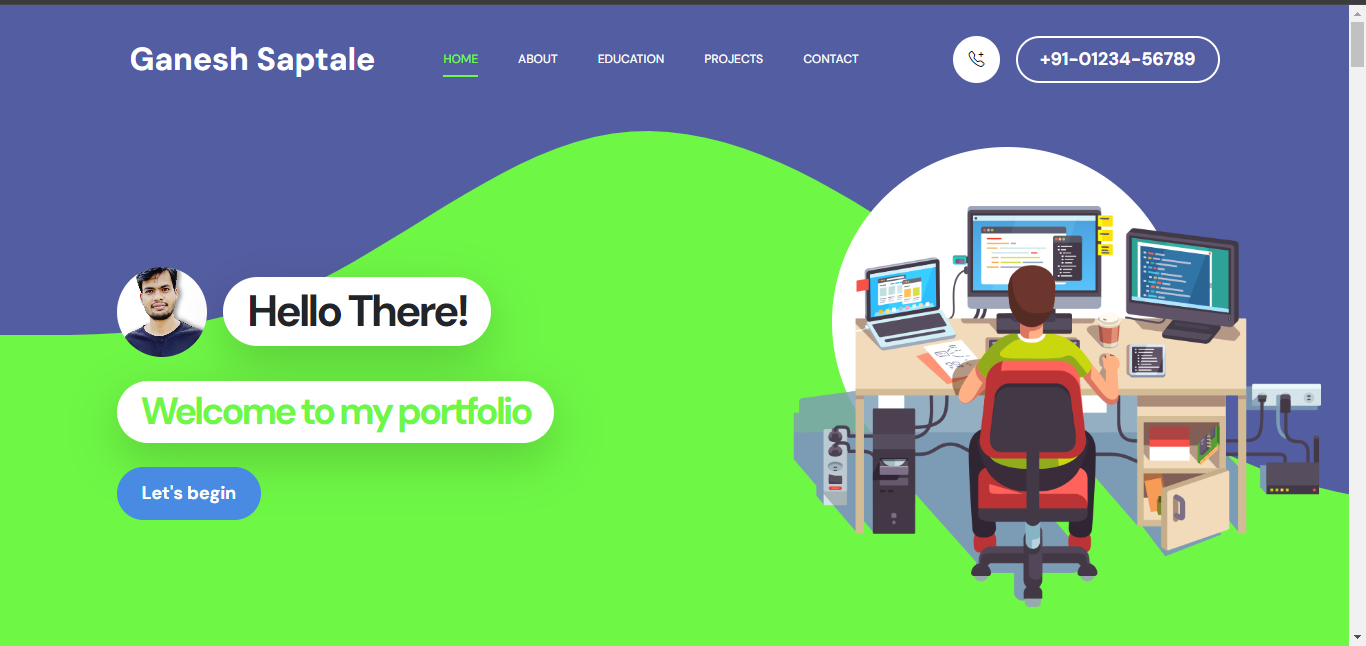 Ganesh Saptale
HOME ABOUT EDUCATION PROJECTS CONTACT
+91-01234-56789
Hello There!
Welcome to my portfolio
Let's begin